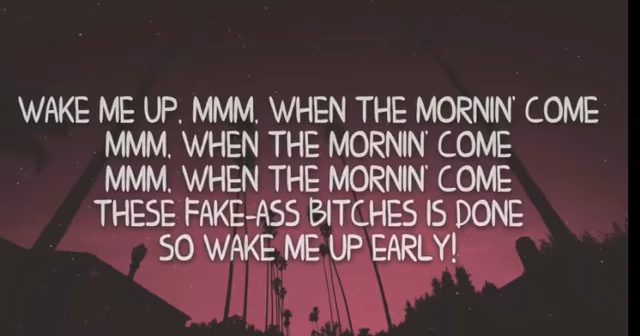 WAKE ME UP, MMM, WHEN THE MORNIN' COME
MMM, WHEN THE MORNIN' COME
MMM, WHEN THE MORNIN' COME
THESE FAKE-ASS BITCHES IS DONE
SO WAKE ME UP EARLY!